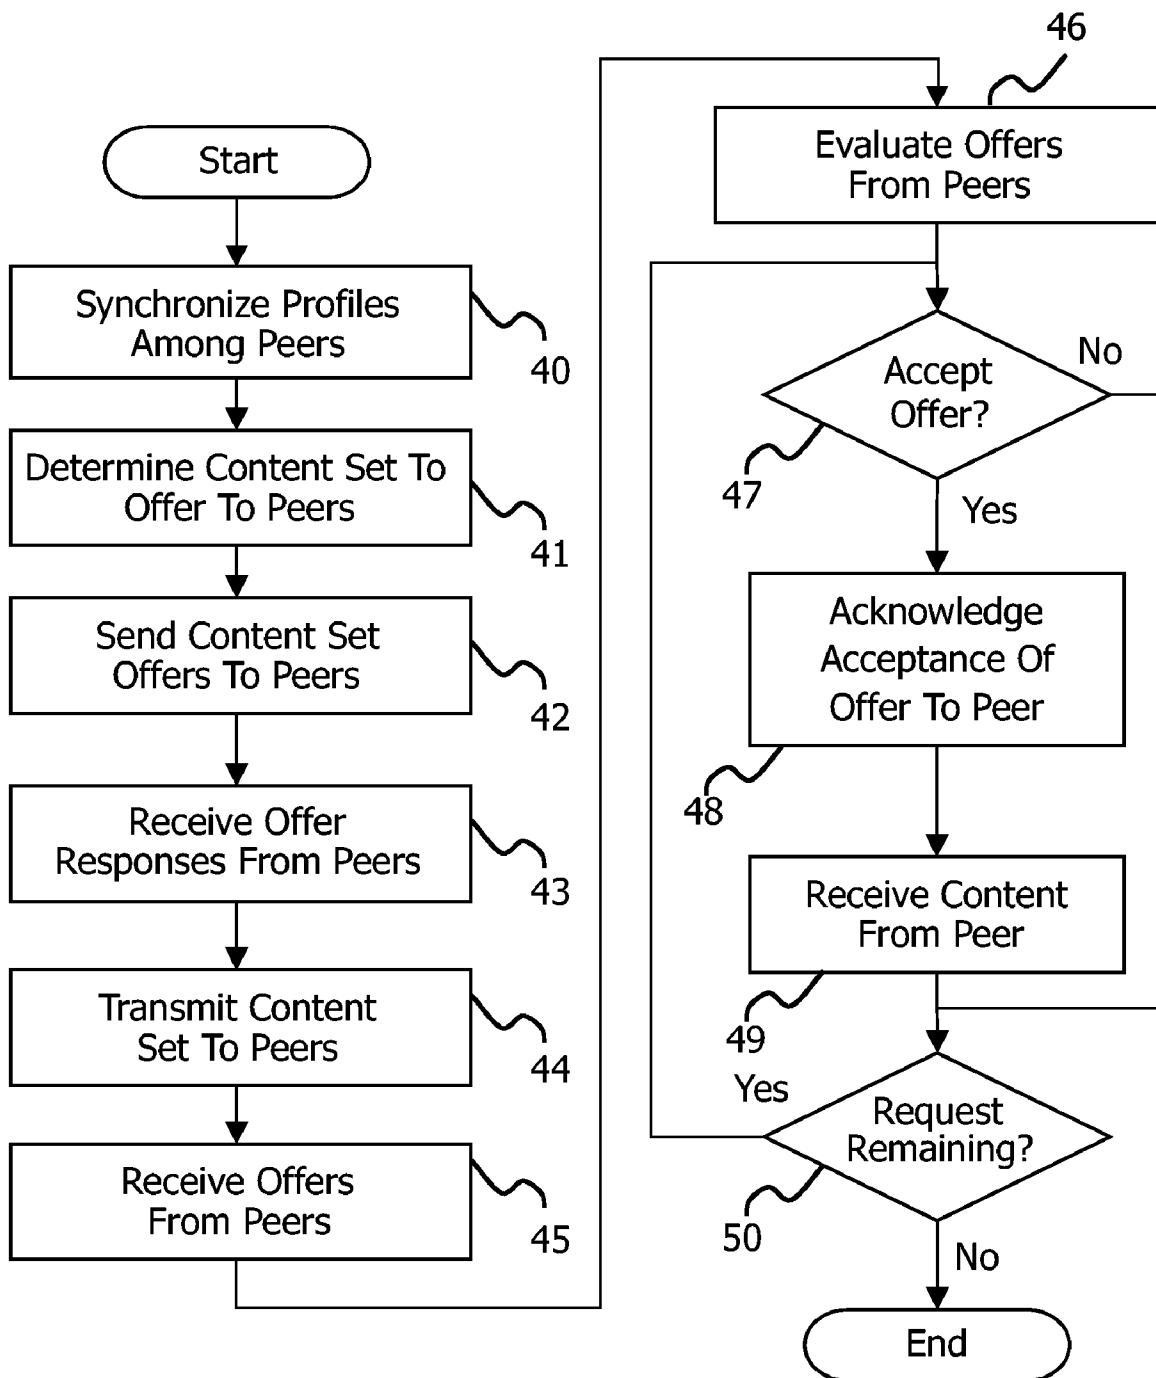 Start
Synchronize Profiles
Among Peers
40
Determine Content Set To
Offer To Peers
41
Send Content Set
Offers To Peers
42
Receive Offer
Responses From Peers
43
Transmit Content
Set To Peers
44
Receive Offers
From Peers
45
46
Evaluate Offers
From Peers
Accept
Offer?
No
47
Yes
Acknowledge
Acceptance Of
Offer To Peer
48
Receive Content
From Peer
49
Yes
Request
Remaining?
50
No
End